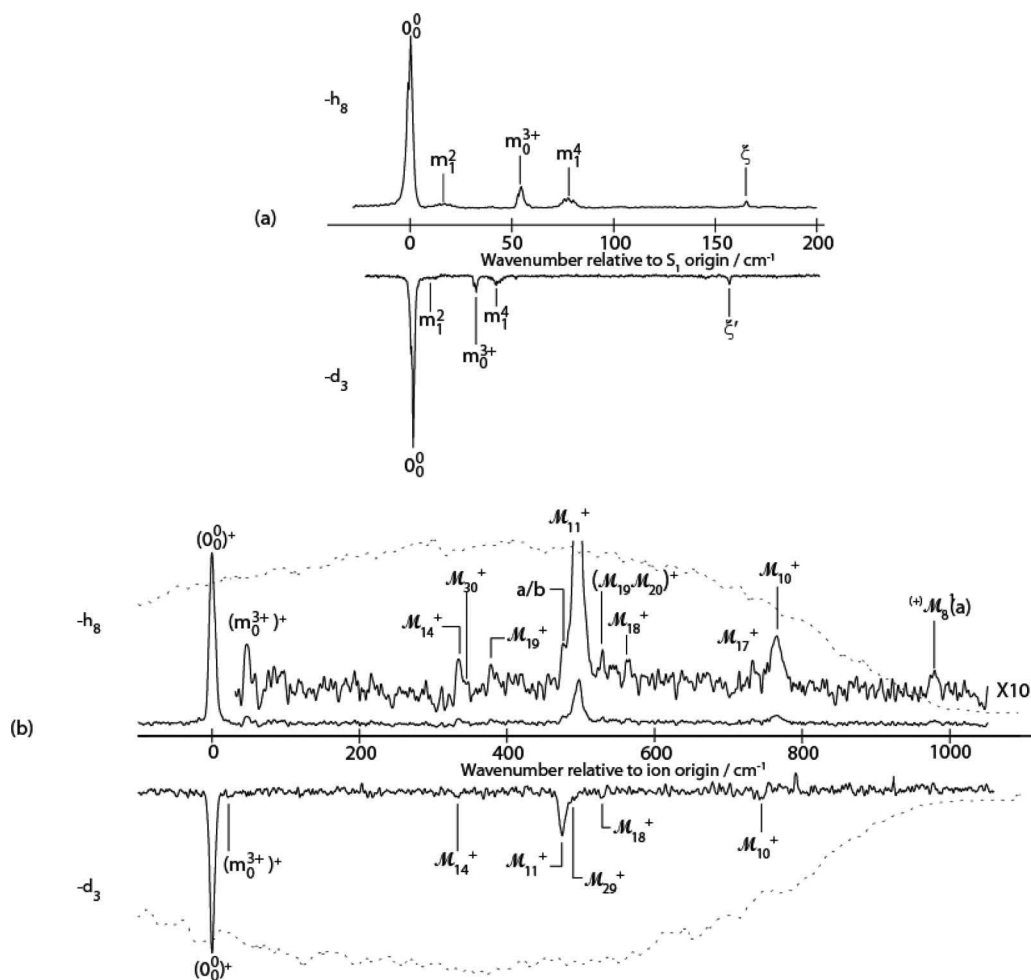 0⁰₀
-h₈
m²₁
m³⁺₀
m⁴₁
ξ
(a)
0 50 100 150 200
Wavenumber relative to S₁ origin / cm⁻¹
m²₁
m³⁺₀
m⁴₁
ξ'
-d₃
0⁰₀
(0⁰₀)⁺
-h₈
(m³⁺₀)⁺
ℳ₁₄⁺
ℳ₃₀⁺
ℳ₁₉⁺
a/b
ℳ₁₁⁺
(ℳ₁₉ℳ₂₀)⁺
ℳ₁₈⁺
ℳ₁₇⁺
ℳ₁₀⁺
⁽⁺⁾ℳ₈⁺(a)
X10
(b)
0 200 400 600 800 1000
Wavenumber relative to ion origin / cm⁻¹
(m³⁺₀)⁺
ℳ₁₄⁺
ℳ₁₁⁺
ℳ₂₉⁺
ℳ₁₈⁺
ℳ₁₀⁺
-d₃
(0⁰₀)⁺